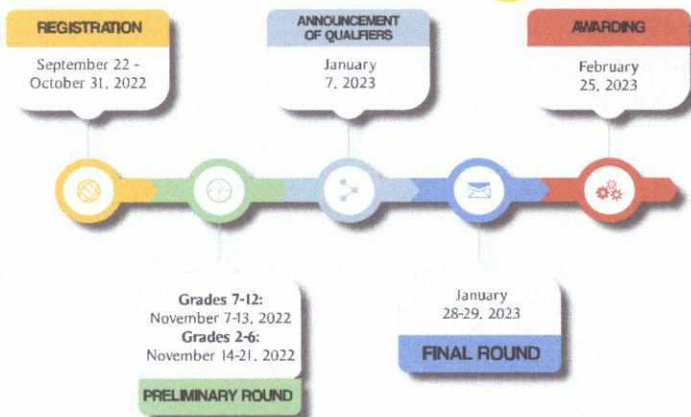 REGISTRATION
September 22 -
October 31, 2022
ANNOUNCEMENT
OF QUALFIERS
January
7, 2023
AWARDING
February
25, 2023
Grades 7-12:
November 7-13, 2022
Grades 2-6:
November 14-21, 2022
PRELIMINARY ROUND
January
28-29, 2023
FINAL ROUND